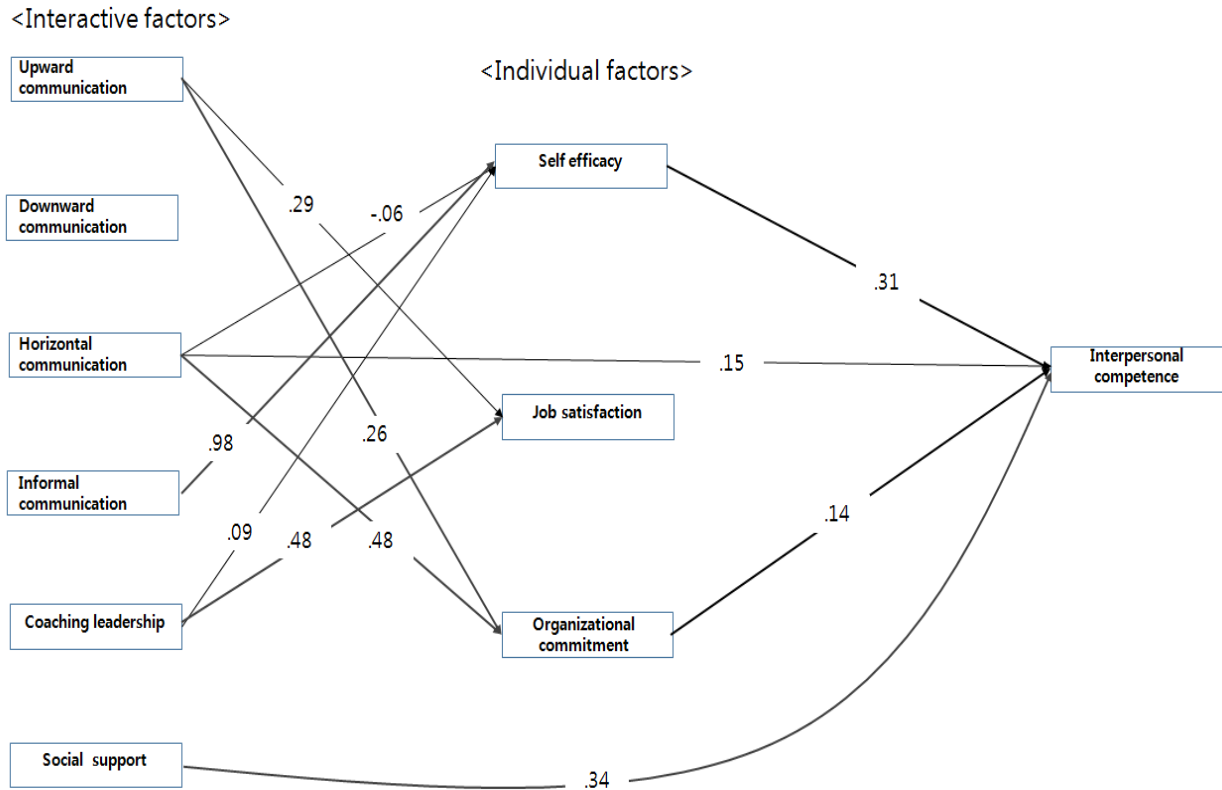 <Interactive factors>
Upward
communication
<Individual factors>
Self efficacy
Downward
communication
.29
-.06
.31
Horizontal
communication
.15
Interpersonal
competence
Job satisfaction
.98
.26
Informal
communication
.09
.48
.48
.14
Coaching leadership
Organizational
commitment
Social support
.34